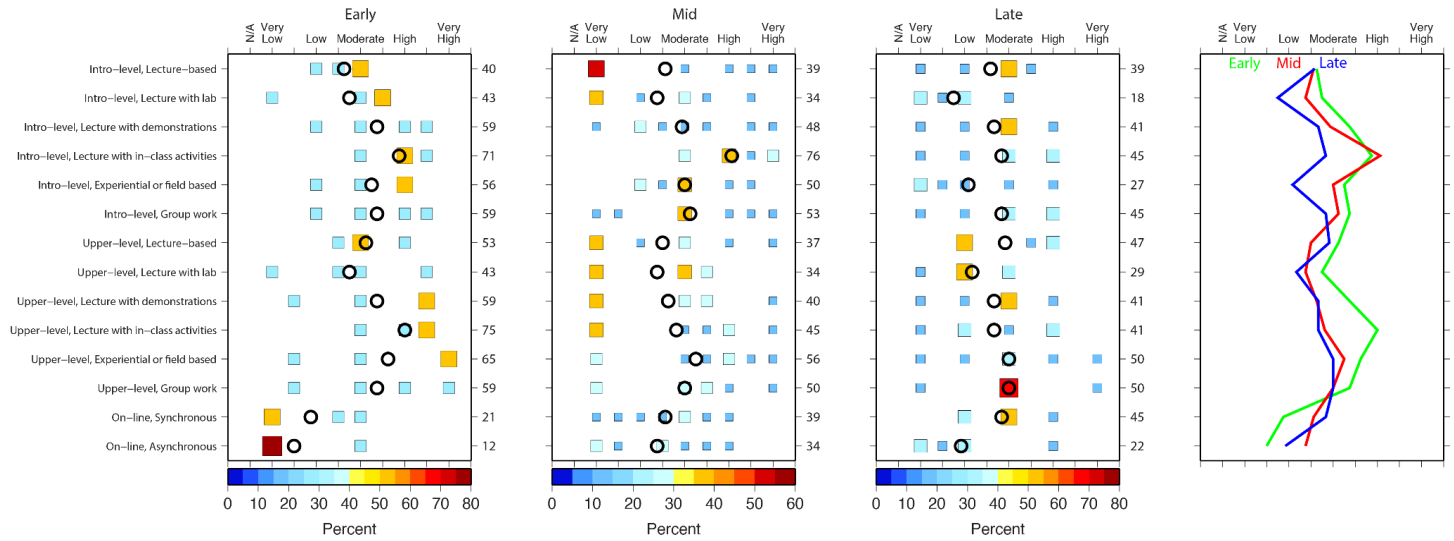 Early Mid Late
N/A Very Low Low Moderate High Very High N/A Very Low Low Moderate High Very High N/A Very Low Low Moderate High Very High N/A Very Low Low Moderate High Very High
Early Mid Late
Intro–level, Lecture–based 40 39 39
Intro–level, Lecture with lab 43 34 18
Intro–level, Lecture with demonstrations 59 48 41
Intro–level, Lecture with in–class activities 71 76 45
Intro–level, Experiential or field based 56 50 27
Intro–level, Group work 59 53 45
Upper–level, Lecture–based 53 37 47
Upper–level, Lecture with lab 43 34 29
Upper–level, Lecture with demonstrations 59 40 41
Upper–level, Lecture with in–class activities 75 45 41
Upper–level, Experiential or field based 65 56 50
Upper–level, Group work 59 50 50
On–line, Synchronous 21 39 45
On–line, Asynchronous 12 34 22
0 10 20 30 40 50 60 70 80 0 10 20 30 40 50 60 0 10 20 30 40 50 60 70 80
Percent Percent Percent